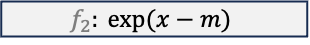 f₂: exp(x − m)